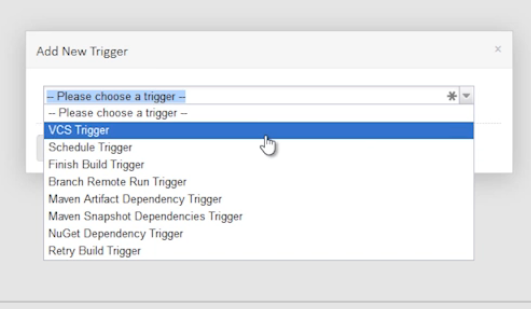 Add New Trigger
×
-- Please choose a trigger --
-- Please choose a trigger --
VCS Trigger
Schedule Trigger
Finish Build Trigger
Branch Remote Run Trigger
Maven Artifact Dependency Trigger
Maven Snapshot Dependencies Trigger
NuGet Dependency Trigger
Retry Build Trigger